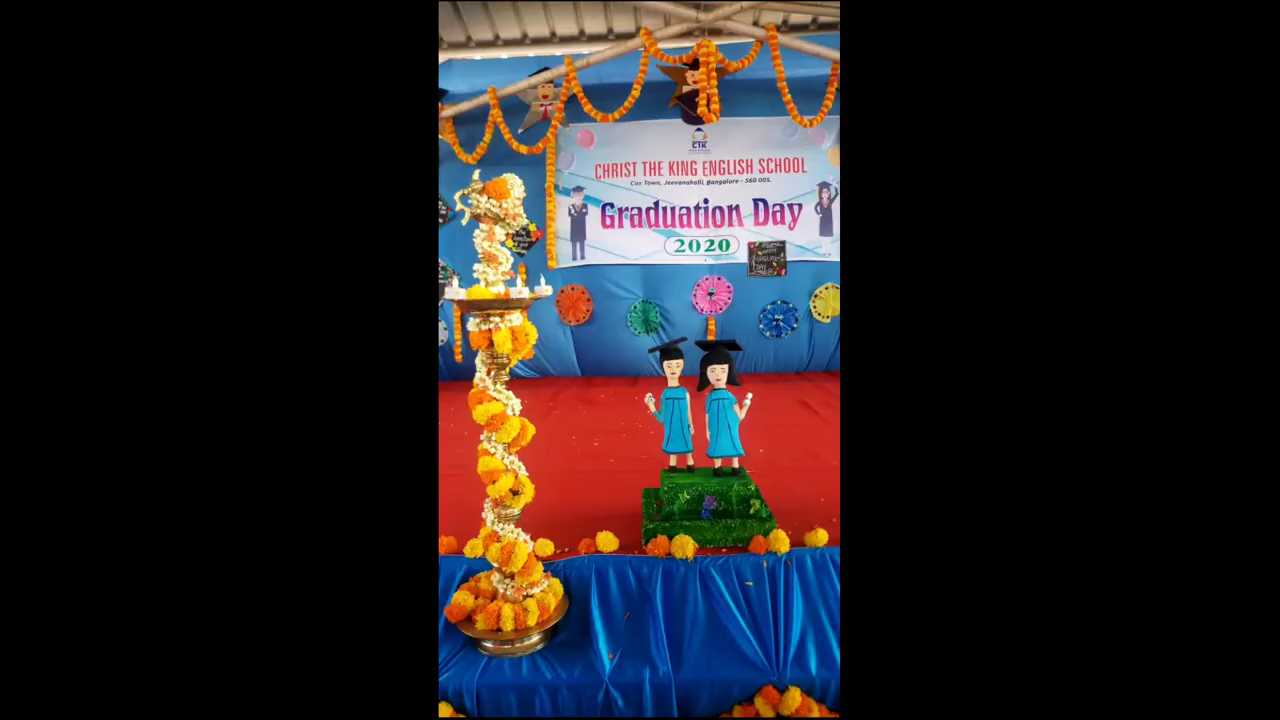 CTK
CHRIST THE KING ENGLISH SCHOOL
Cox Town, Jeevanahalli, Bangalore - 560 005.
Graduation Day
2020